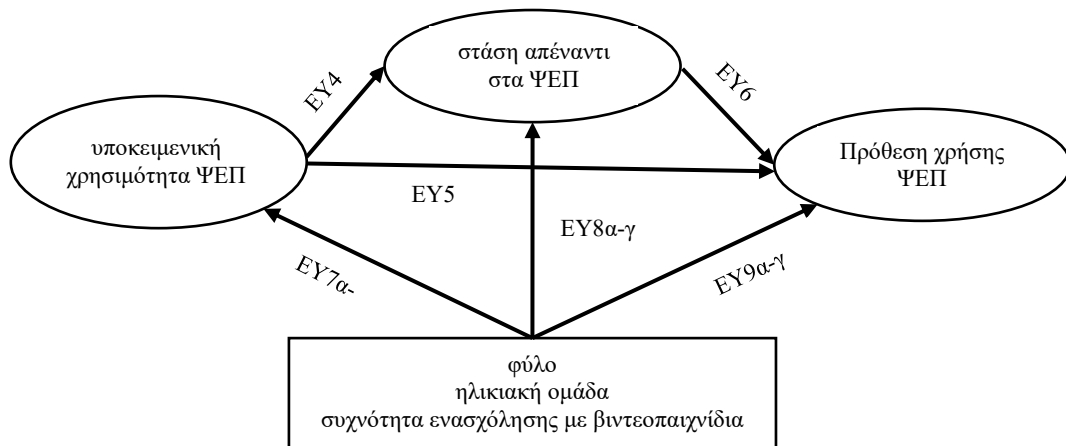 στάση απέναντι
στα ΨΕΠ
ΕΥ4
ΕΥ6
υποκειμενική
χρησιμότητα ΨΕΠ
Πρόθεση χρήσης
ΨΕΠ
ΕΥ5
ΕΥ8α-γ
ΕΥ7α-
ΕΥ9α-γ
φύλο
ηλικιακή ομάδα
συχνότητα ενασχόλησης με βιντεοπαιχνίδια